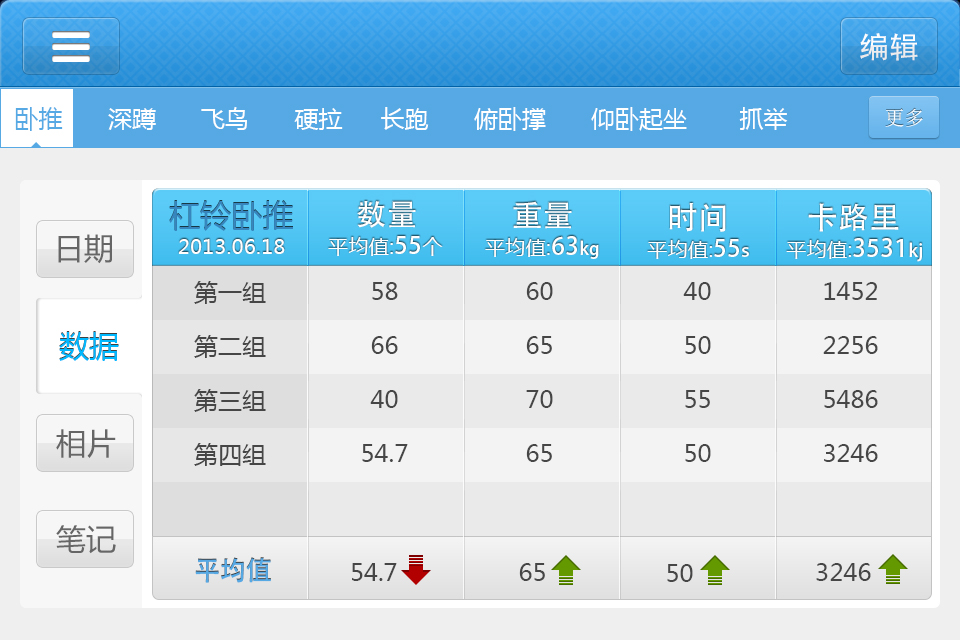 编辑
卧推 深蹲 飞鸟 硬拉 长跑 俯卧撑 仰卧起坐 抓举 更多
日期
数据
相片
笔记
杠铃卧推 数量 重量 时间 卡路里
2013.06.18 平均值:55个 平均值:63kg 平均值:55s 平均值:3531kj
第一组 58 60 40 1452
第二组 66 65 50 2256
第三组 40 70 55 5486
第四组 54.7 65 50 3246
平均值 54.7 65 50 3246